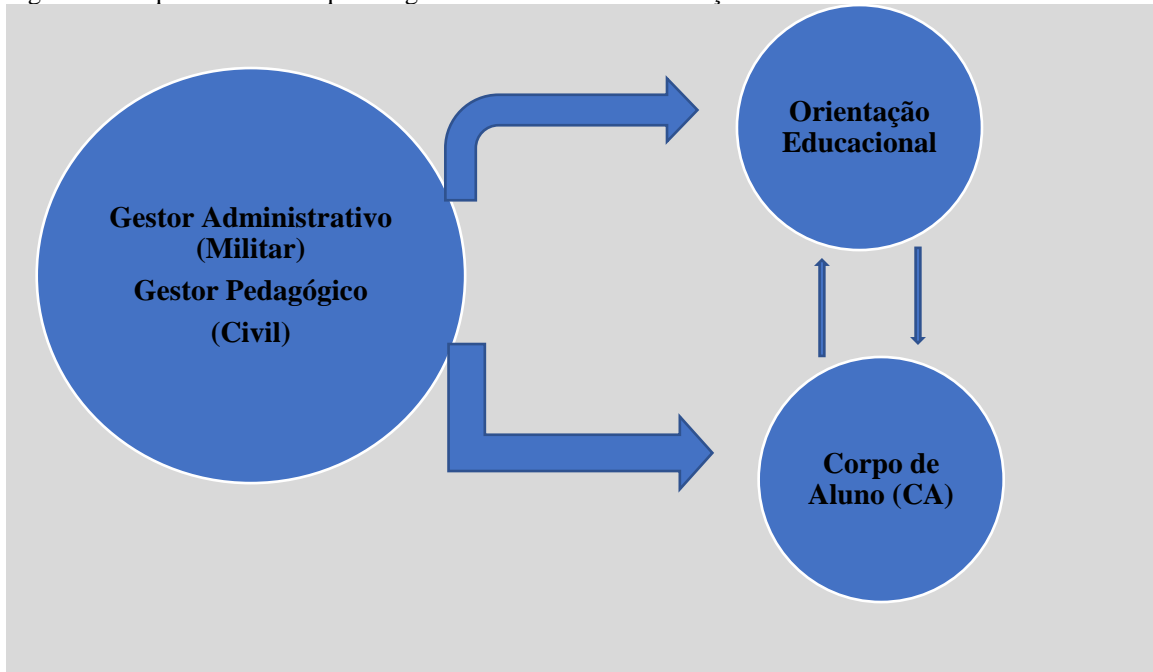 Orientação
Educacional
Gestor Administrativo
(Militar)
Gestor Pedagógico
(Civil)
Corpo de
Aluno (CA)